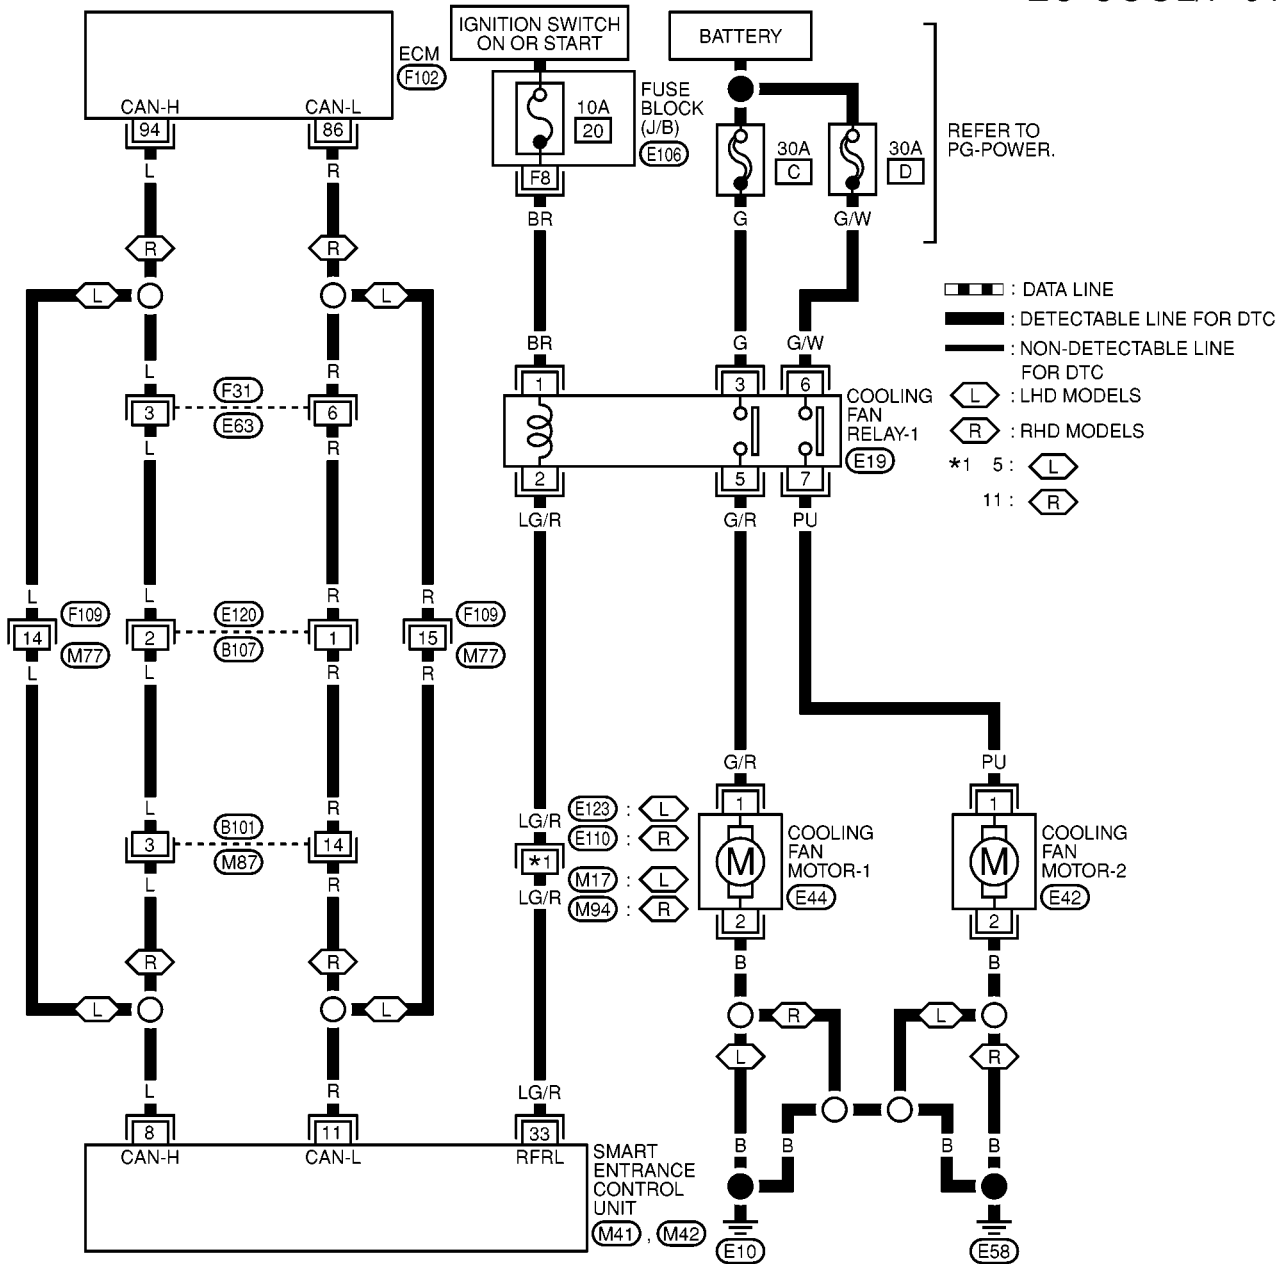 IGNITION SWITCH
ON OR START
BATTERY
ECM
F102
CAN-H
CAN-L
94
86
10A
20
FUSE
BLOCK
(J/B)
E106
F8
30A
C
30A
D
REFER TO
PG-POWER.
L
R
BR
G
G/W
R
R
L
L
: DATA LINE
: DETECTABLE LINE FOR DTC
: NON-DETECTABLE LINE
FOR DTC
L : LHD MODELS
R : RHD MODELS
*1 5 : L
11 : R
L
R
BR
G
G/W
1
3
6
3
F31
E63
6
L
R
COOLING
FAN
RELAY-1
E19
2
5
7
LG/R
G/R
PU
L
L
R
R
14
F109
M77
2
E120
B107
1
15
F109
M77
L
L
R
R
G/R
PU
1
1
L
R
LG/R
E123 : L
E110 : R
3
B101
M87
14
*1
M17 : L
M94 : R
L
R
LG/R
M
COOLING
FAN
MOTOR-1
E44
M
COOLING
FAN
MOTOR-2
E42
2
2
B
B
R
R
L
L
R
L
L
R
L
R
LG/R
8
11
33
CAN-H
CAN-L
RFRL
SMART
ENTRANCE
CONTROL
UNIT
M41 , M42
B
B
B
B
E10
E58